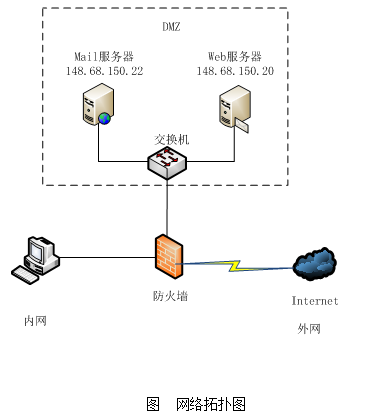 DMZ
Mail服务器
148.68.150.22
Web服务器
148.68.150.20
交换机
防火墙
内网
Internet
外网
图 网络拓扑图